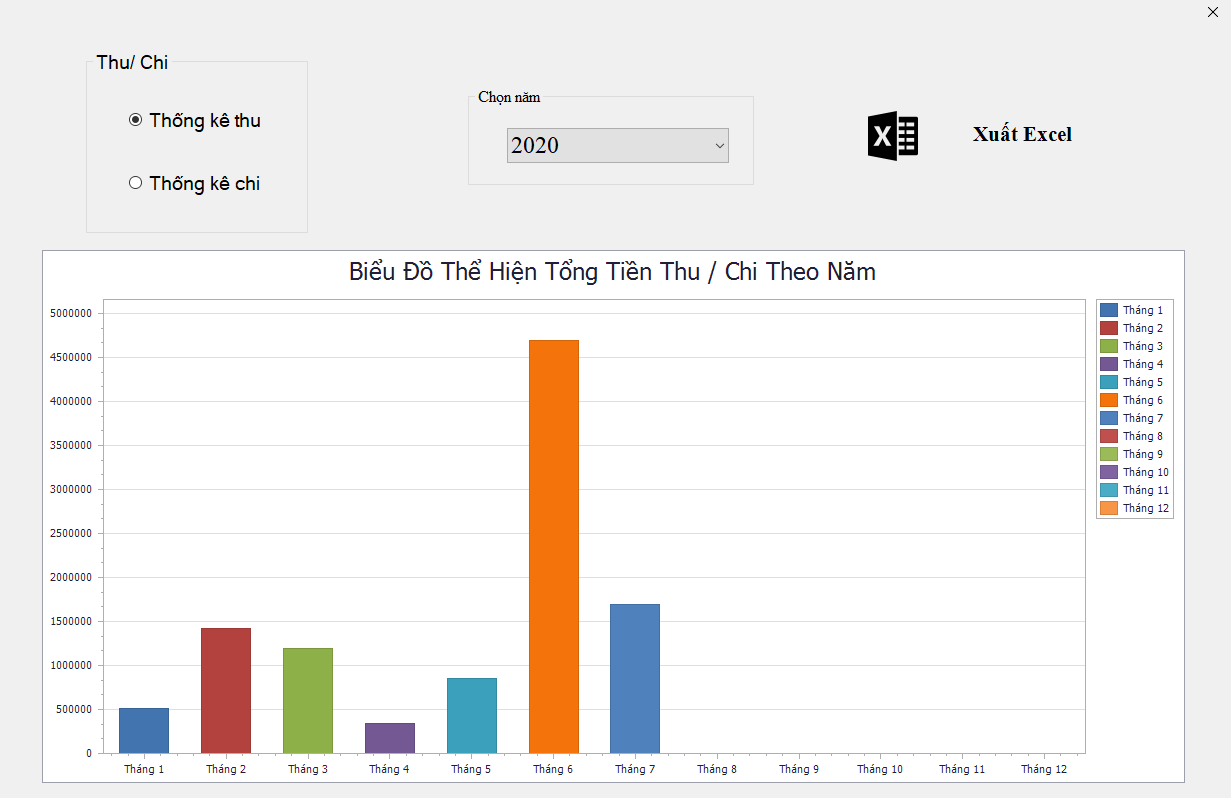 Thu/ Chi
Thống kê thu
Thống kê chi
Chọn năm
2020
X
Xuất Excel
Biểu Đồ Thể Hiện Tổng Tiền Thu / Chi Theo Năm
5000000
4500000
4000000
3500000
3000000
2500000
2000000
1500000
1000000
500000
0
Tháng 1
Tháng 2
Tháng 3
Tháng 4
Tháng 5
Tháng 6
Tháng 7
Tháng 8
Tháng 9
Tháng 10
Tháng 11
Tháng 12
Tháng 1
Tháng 2
Tháng 3
Tháng 4
Tháng 5
Tháng 6
Tháng 7
Tháng 8
Tháng 9
Tháng 10
Tháng 11
Tháng 12